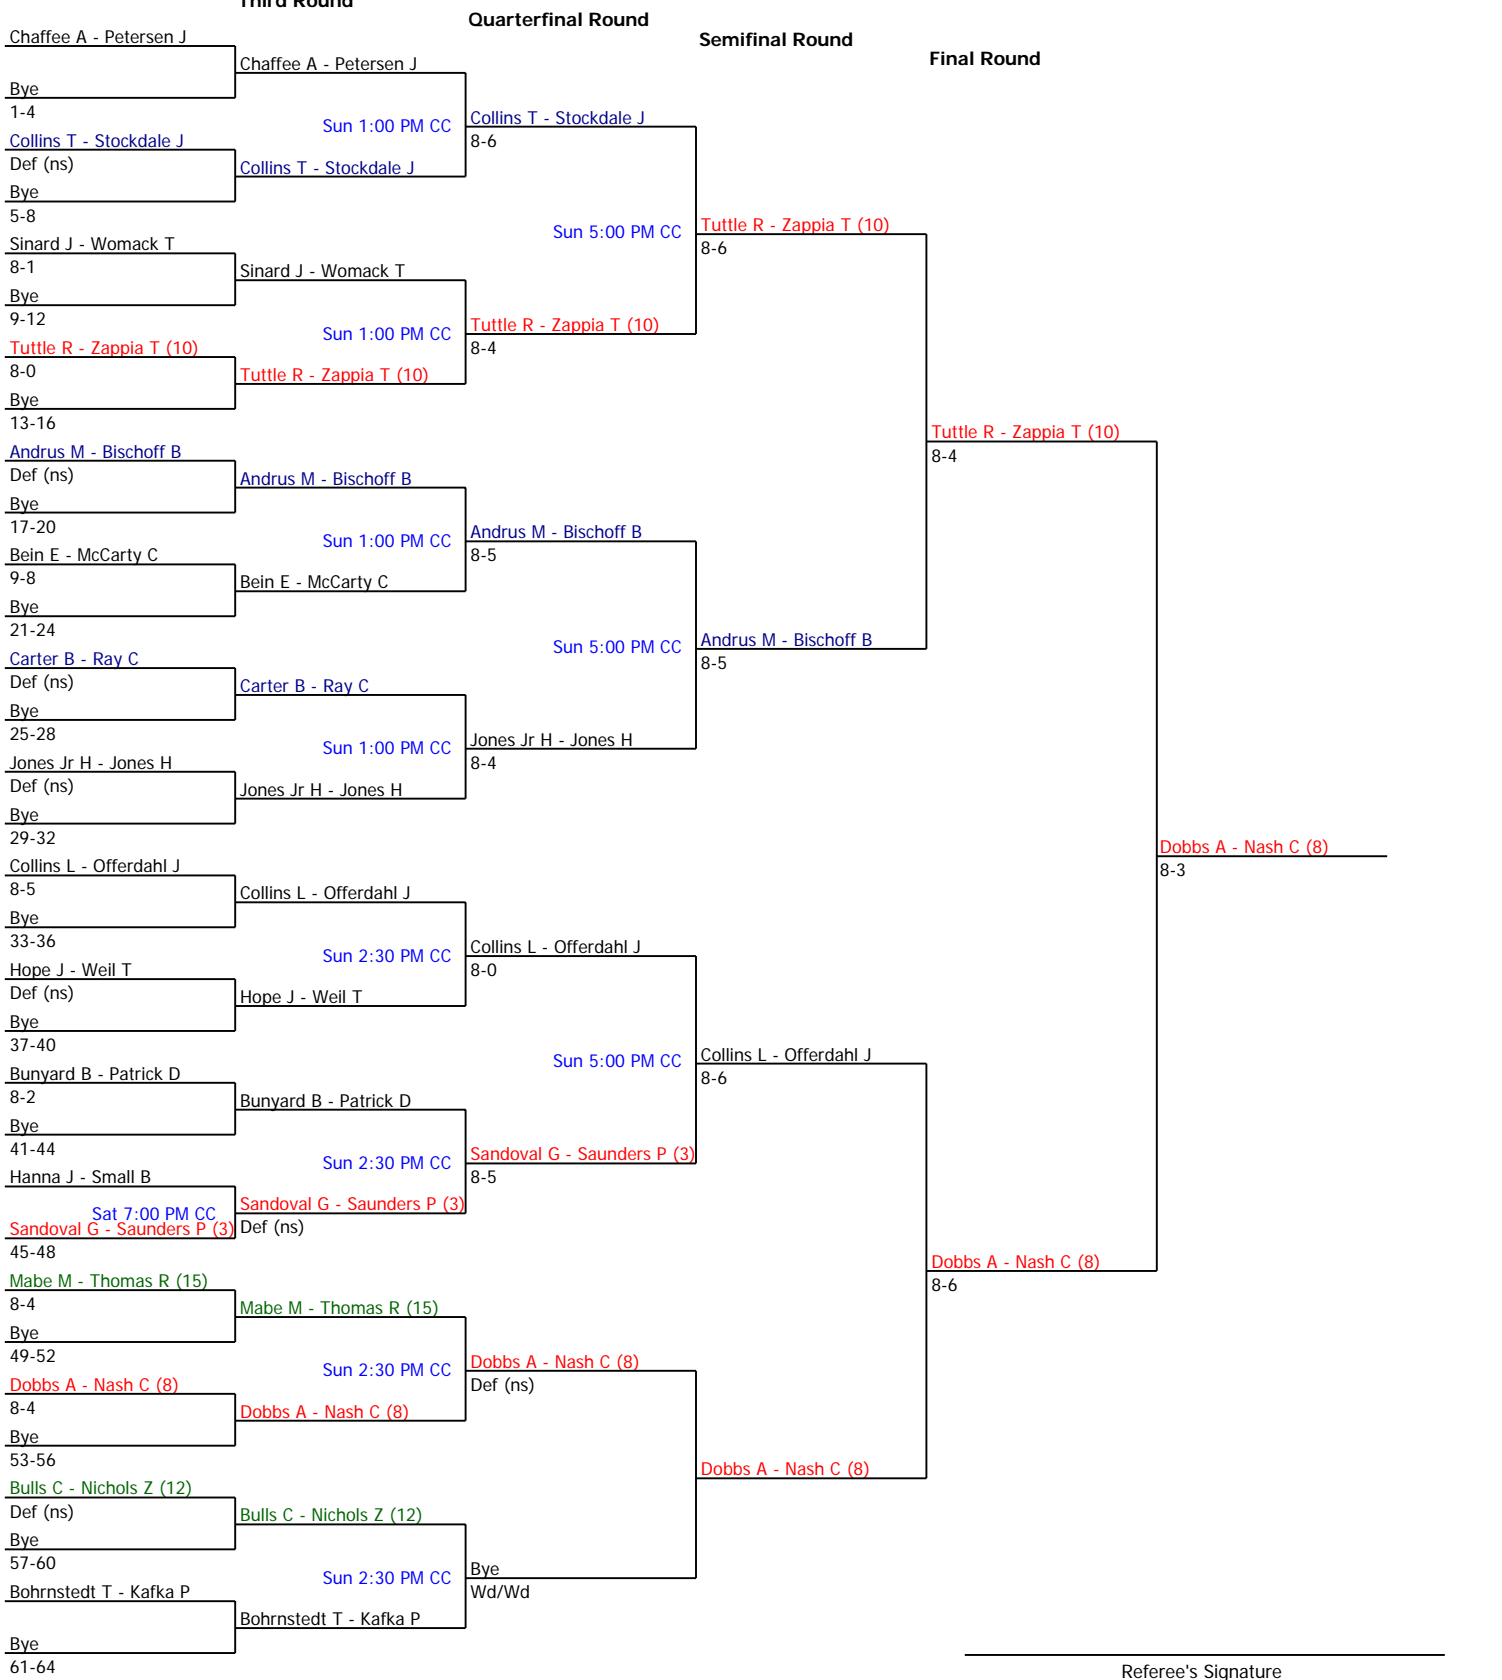 Third Round
Quarterfinal Round
Semifinal Round
Final Round
Chaffee A - Petersen J
Chaffee A - Petersen J
Bye
1-4
Sun 1:00 PM CC
Collins T - Stockdale J
8-6
Collins T - Stockdale J
Def (ns)
Collins T - Stockdale J
Bye
5-8
Sun 5:00 PM CC
Tuttle R - Zappia T (10)
8-6
Sinard J - Womack T
8-1
Sinard J - Womack T
Bye
9-12
Sun 1:00 PM CC
Tuttle R - Zappia T (10)
8-4
Tuttle R - Zappia T (10)
8-0
Tuttle R - Zappia T (10)
Bye
13-16
Tuttle R - Zappia T (10)
8-4
Andrus M - Bischoff B
Def (ns)
Andrus M - Bischoff B
Bye
17-20
Sun 1:00 PM CC
Andrus M - Bischoff B
8-5
Bein E - McCarty C
9-8
Bein E - McCarty C
Bye
21-24
Sun 5:00 PM CC
Andrus M - Bischoff B
8-5
Carter B - Ray C
Def (ns)
Carter B - Ray C
Bye
25-28
Sun 1:00 PM CC
Jones Jr H - Jones H
8-4
Jones Jr H - Jones H
Def (ns)
Jones Jr H - Jones H
Bye
29-32
Dobbs A - Nash C (8)
8-3
Collins L - Offerdahl J
8-5
Collins L - Offerdahl J
Bye
33-36
Sun 2:30 PM CC
Collins L - Offerdahl J
8-0
Hope J - Weil T
Def (ns)
Hope J - Weil T
Bye
37-40
Sun 5:00 PM CC
Collins L - Offerdahl J
8-6
Bunyard B - Patrick D
8-2
Bunyard B - Patrick D
Bye
41-44
Sun 2:30 PM CC
Sandoval G - Saunders P (3)
8-5
Hanna J - Small B
Sat 7:00 PM CC
Sandoval G - Saunders P (3)
Def (ns)
Sandoval G - Saunders P (3)
45-48
Dobbs A - Nash C (8)
8-6
Mabe M - Thomas R (15)
8-4
Mabe M - Thomas R (15)
Bye
49-52
Sun 2:30 PM CC
Dobbs A - Nash C (8)
Def (ns)
Dobbs A - Nash C (8)
8-4
Dobbs A - Nash C (8)
Bye
53-56
Dobbs A - Nash C (8)
Bulls C - Nichols Z (12)
Def (ns)
Bulls C - Nichols Z (12)
Bye
57-60
Sun 2:30 PM CC
Bye
Wd/Wd
Bohrnstedt T - Kafka P
Bohrnstedt T - Kafka P
Bye
61-64
Referee's Signature